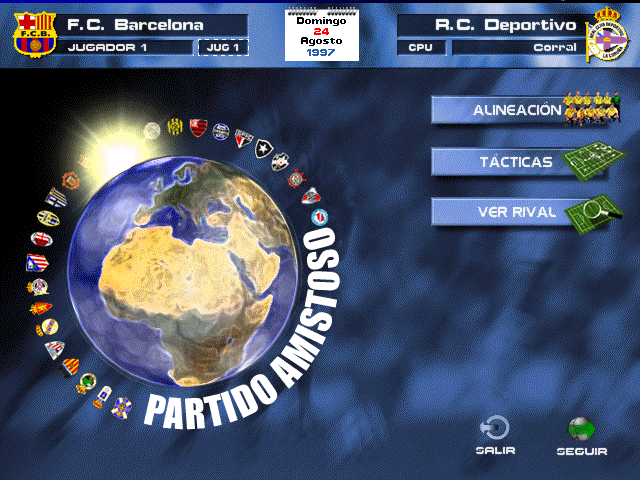 F.C. Barcelona
JUGADOR 1
JUG 1
F.C.B.
Domingo
24
Agosto
1997
R.C. Deportivo
CPU
Corral
ALINEACIÓN
TÁCTICAS
VER RIVAL
PARTIDO AMISTOSO
SALIR
SEGUIR